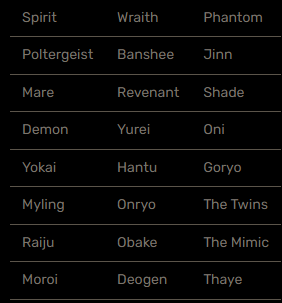 Spirit Wraith Phantom
Poltergeist Banshee Jinn
Mare Revenant Shade
Demon Yurei Oni
Yokai Hantu Goryo
Myling Onryo The Twins
Raiju Obake The Mimic
Moroi Deogen Thaye